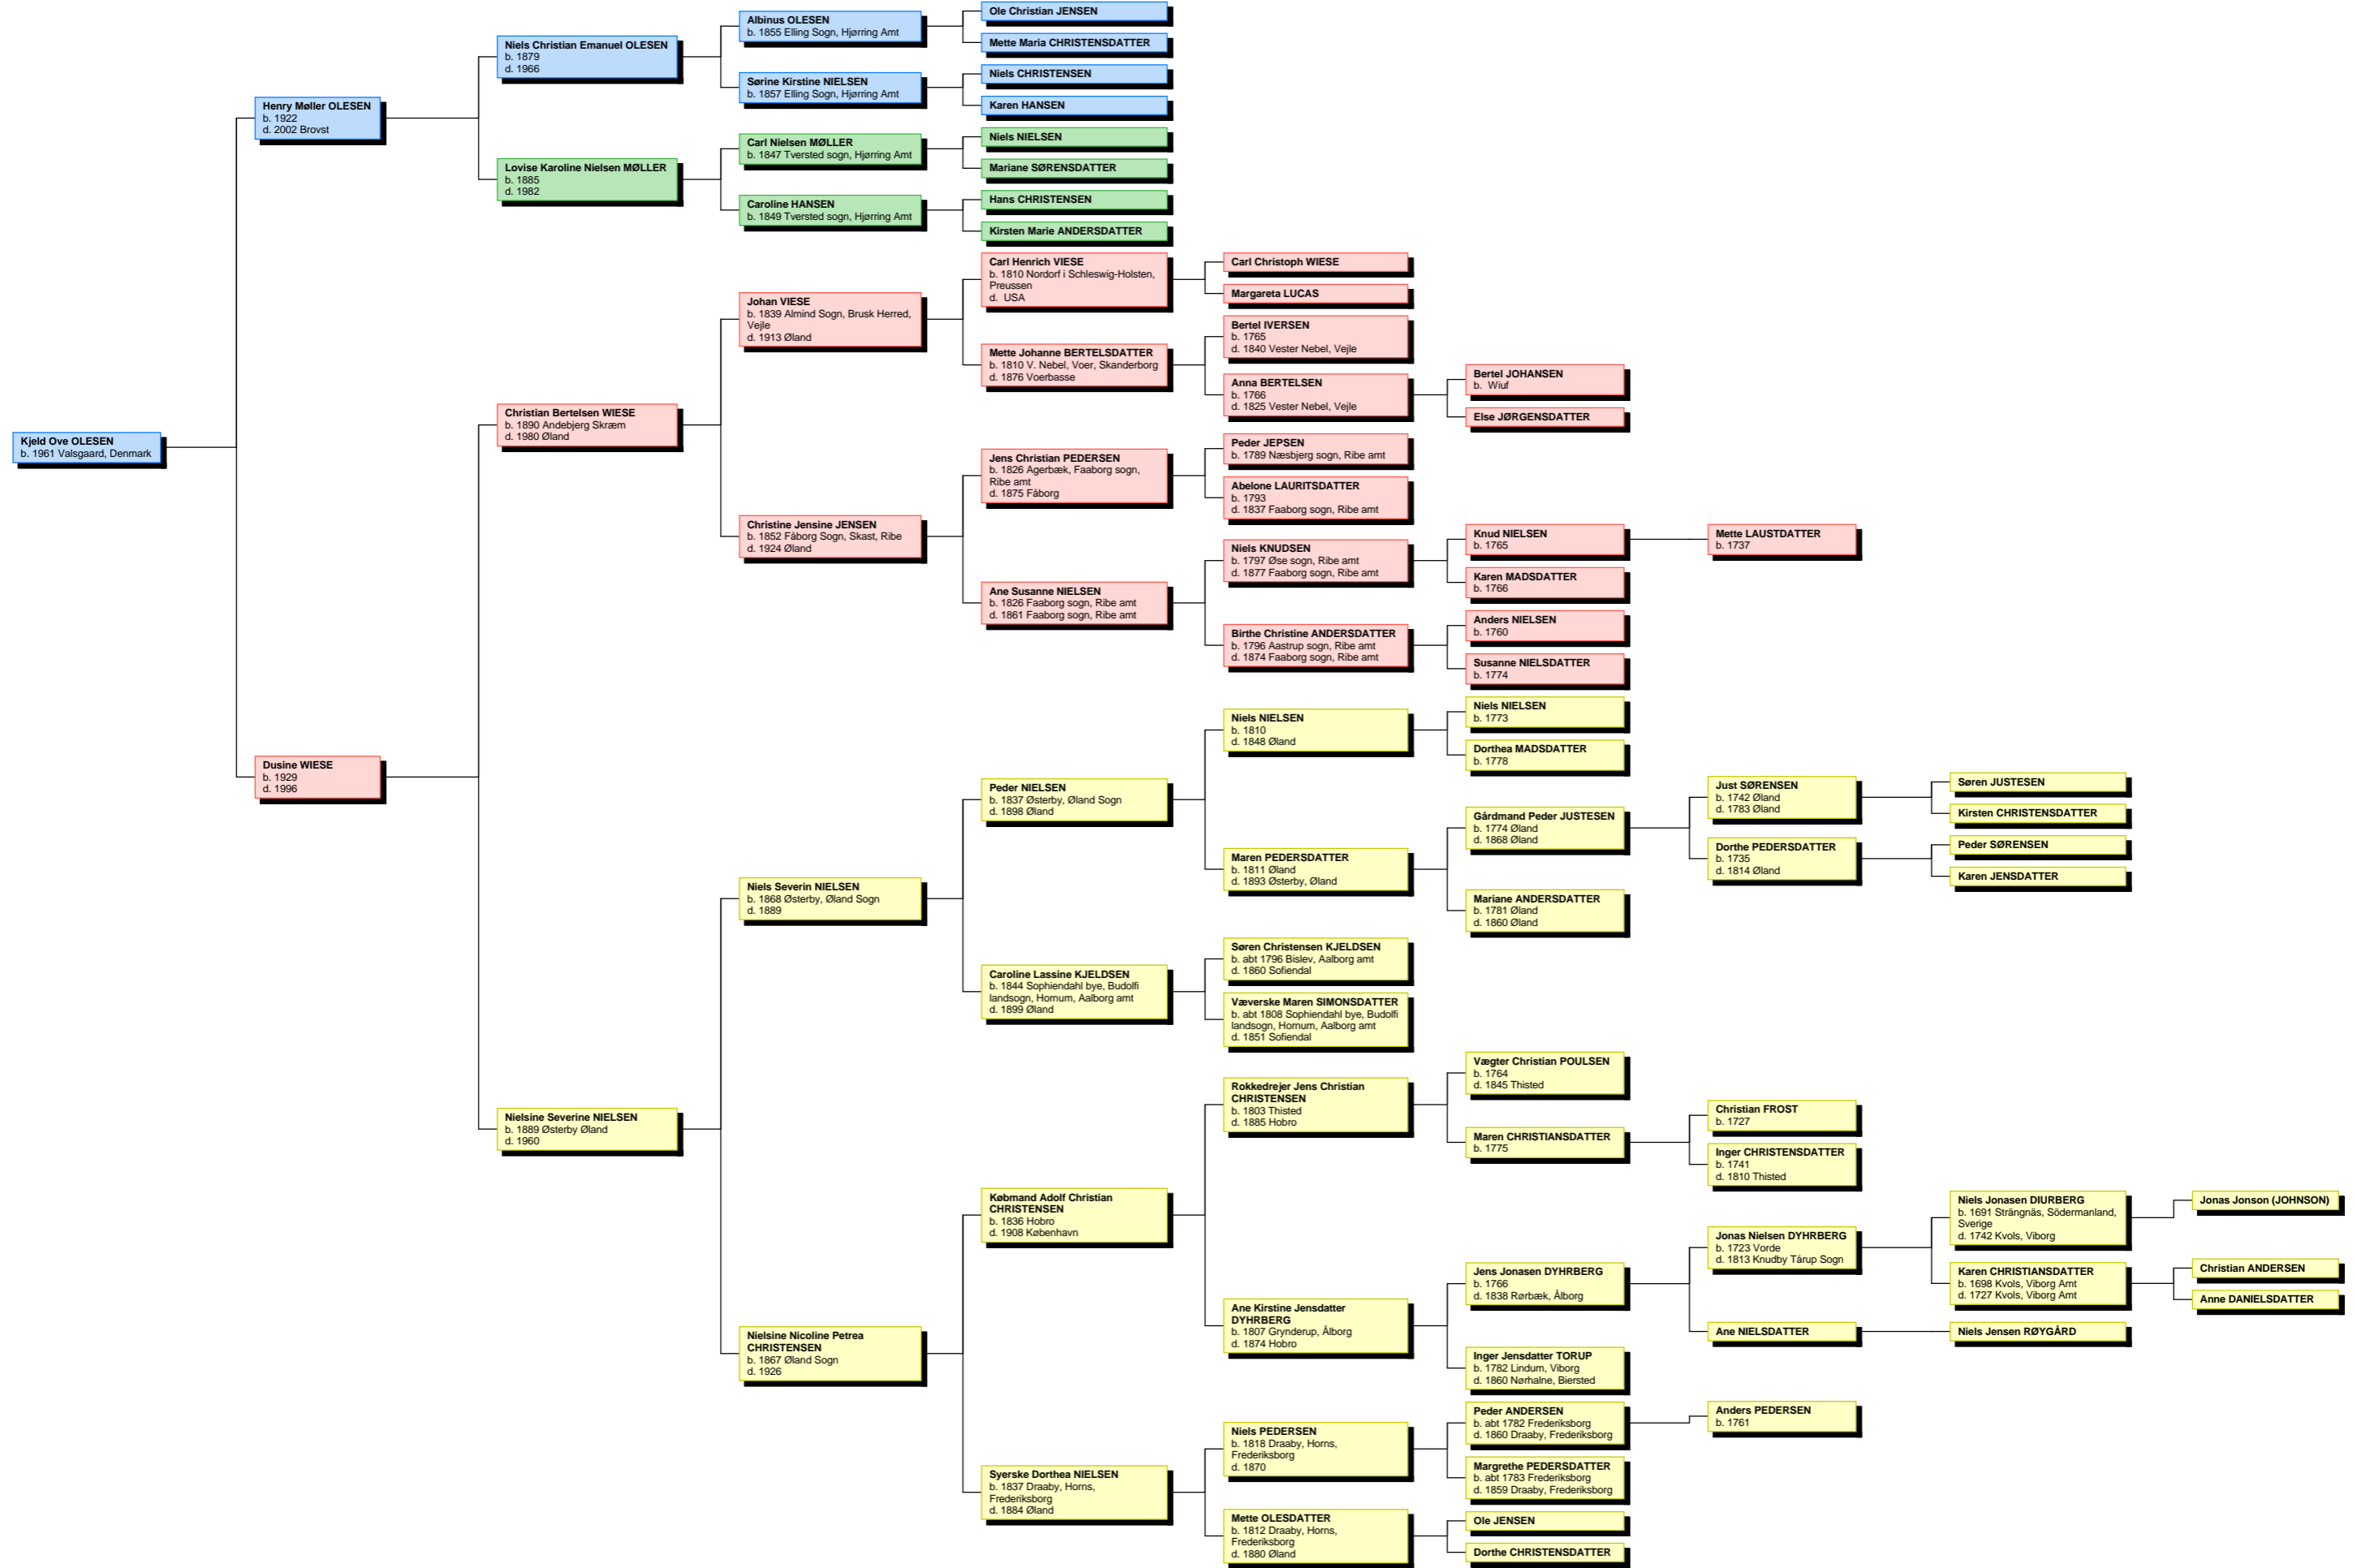 Kjeld Ove OLESEN
b. 1961 Valsgaard, Denmark
Henry Møller OLESEN
b. 1922
d. 2002 Brovst
Dusine WIESE
b. 1929
d. 1996
Niels Christian Emanuel OLESEN
b. 1879
d. 1966
Lovise Karoline Nielsen MØLLER
b. 1885
d. 1982
Christian Bertelsen WIESE
b. 1890 Andebjerg Skræm
d. 1980 Øland
Nielsine Severine NIELSEN
b. 1889 Østerby Øland
d. 1960
Albinus OLESEN
b. 1855 Elling Sogn, Hjørring Amt
Sørine Kirstine NIELSEN
b. 1857 Elling Sogn, Hjørring Amt
Carl Nielsen MØLLER
b. 1847 Tversted sogn, Hjørring Amt
Caroline HANSEN
b. 1849 Tversted sogn, Hjørring Amt
Johan VIESE
b. 1839 Almind Sogn, Brusk Herred,
Vejle
d. 1913 Øland
Christine Jensine JENSEN
b. 1852 Fåborg Sogn, Skast, Ribe
d. 1924 Øland
Niels Severin NIELSEN
b. 1868 Østerby, Øland Sogn
d. 1889
Nielsine Nicoline Petrea
CHRISTENSEN
b. 1867 Øland Sogn
d. 1926
Ole Christian JENSEN
Mette Maria CHRISTENSDATTER
Niels CHRISTENSEN
Karen HANSEN
Niels NIELSEN
Mariane SØRENSDATTER
Hans CHRISTENSEN
Kirsten Marie ANDERSDATTER
Carl Henrich VIESE
b. 1810 Nordorf i Schleswig-Holsten,
Preussen
d.  USA
Mette Johanne BERTELSDATTER
b. 1810 V. Nebel, Voer, Skanderborg
d. 1876 Voerbasse
Jens Christian PEDERSEN
b. 1826 Agerbæk, Faaborg sogn,
Ribe amt
d. 1875 Fåborg
Ane Susanne NIELSEN
b. 1826 Faaborg sogn, Ribe amt
d. 1861 Faaborg sogn, Ribe amt
Peder NIELSEN
b. 1837 Østerby, Øland Sogn
d. 1898 Øland
Caroline Lassine KJELDSEN
b. 1844 Sophiendahl bye, Budolfi
landsogn, Hornum, Aalborg amt
d. 1899 Øland
Købmand Adolf Christian
CHRISTENSEN
b. 1836 Hobro
d. 1908 København
Syerske Dorthea NIELSEN
b. 1837 Draaby, Horns,
Frederiksborg
d. 1884 Øland
Carl Christoph WIESE
Margareta LUCAS
Bertel IVERSEN
b. 1765
d. 1840 Vester Nebel, Vejle
Anna BERTELSEN
b. 1766
d. 1825 Vester Nebel, Vejle
Peder JEPSEN
b. 1789 Næsbjerg sogn, Ribe amt
Abelone LAURITSDATTER
b. 1793
d. 1837 Faaborg sogn, Ribe amt
Niels KNUDSEN
b. 1797 Øse sogn, Ribe amt
d. 1877 Faaborg sogn, Ribe amt
Birthe Christine ANDERSDATTER
b. 1796 Aastrup sogn, Ribe amt
d. 1874 Faaborg sogn, Ribe amt
Niels NIELSEN
b. 1810
d. 1848 Øland
Maren PEDERSDATTER
b. 1811 Øland
d. 1893 Østerby, Øland
Søren Christensen KJELDSEN
b. abt 1796 Bislev, Aalborg amt
d. 1860 Sofiendal
Væverske Maren SIMONSDATTER
b. abt 1808 Sophiendahl bye, Budolfi
landsogn, Hornum, Aalborg amt
d. 1851 Sofiendal
Rokkedrejer Jens Christian
CHRISTENSEN
b. 1803 Thisted
d. 1885 Hobro
Ane Kirstine Jensdatter
DYHRBERG
b. 1807 Grynderup, Ålborg
d. 1874 Hobro
Niels PEDERSEN
b. 1818 Draaby, Horns,
Frederiksborg
d. 1870
Mette OLESDATTER
b. 1812 Draaby, Horns,
Frederiksborg
d. 1880 Øland
Bertel JOHANSEN
b.  Wiuf
Else JØRGENSDATTER
Knud NIELSEN
b. 1765
Karen MADSDATTER
b. 1766
Anders NIELSEN
b. 1760
Susanne NIELSDATTER
b. 1774
Niels NIELSEN
b. 1773
Dorthea MADSDATTER
b. 1778
Gårdmand Peder JUSTESEN
b. 1774 Øland
d. 1868 Øland
Mariane ANDERSDATTER
b. 1781 Øland
d. 1860 Øland
Vægter Christian POULSEN
b. 1764
d. 1845 Thisted
Maren CHRISTIANSDATTER
b. 1775
Jens Jonasen DYHRBERG
b. 1766
d. 1838 Rørbæk, Ålborg
Inger Jensdatter TORUP
b. 1782 Lindum, Viborg
d. 1860 Nørhalne, Biersted
Peder ANDERSEN
b. abt 1782 Frederiksborg
d. 1860 Draaby, Frederiksborg
Margrethe PEDERSDATTER
b. abt 1783 Frederiksborg
d. 1859 Draaby, Frederiksborg
Ole JENSEN
Dorthe CHRISTENSDATTER
Mette LAUSTDATTER
b. 1737
Just SØRENSEN
b. 1742 Øland
d. 1783 Øland
Dorthe PEDERSDATTER
b. 1735
d. 1814 Øland
Christian FROST
b. 1727
Inger CHRISTENSDATTER
b. 1741
d. 1810 Thisted
Jonas Nielsen DYHRBERG
b. 1723 Vorde
d. 1813 Knudby Tårup Sogn
Ane NIELSDATTER
Anders PEDERSEN
b. 1761
Søren JUSTESEN
Kirsten CHRISTENSDATTER
Peder SØRENSEN
Karen JENSDATTER
Niels Jonasen DIURBERG
b. 1691 Strängnäs, Södermanland,
Sverige
d. 1742 Kvols, Viborg
Karen CHRISTIANSDATTER
b. 1698 Kvols, Viborg Amt
d. 1727 Kvols, Viborg Amt
Niels Jensen RØYGÅRD
Jonas Jonson (JOHNSON)
Christian ANDERSEN
Anne DANIELSDATTER